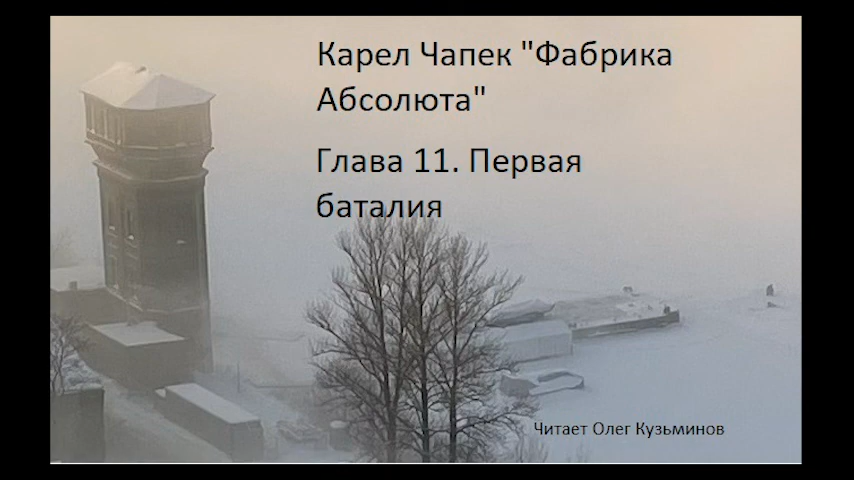 Карел Чапек "Фабрика
Абсолюта"
Глава 11. Первая
баталия
Читает Олег Кузьминов